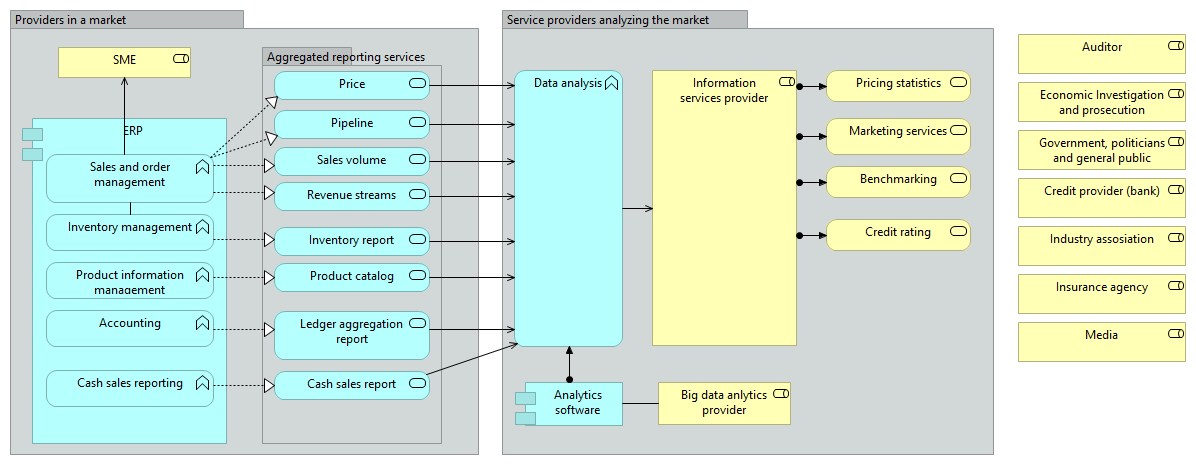 Providers in a market
SME
ERP
Sales and order
management
Inventory management
Product information
management
Accounting
Cash sales reporting
Aggregated reporting services
Price
Pipeline
Sales volume
Revenue streams
Inventory report
Product catalog
Ledger aggregation
report
Cash sales report
Service providers analyzing the market
Data analysis
Information
services provider
Pricing statistics
Marketing services
Benchmarking
Credit rating
Analytics
software
Big data anlytics
provider
Auditor
Economic Investigation
and prosecution
Government, politicians
and general public
Credit provider (bank)
Industry assosiation
Insurance agency
Media